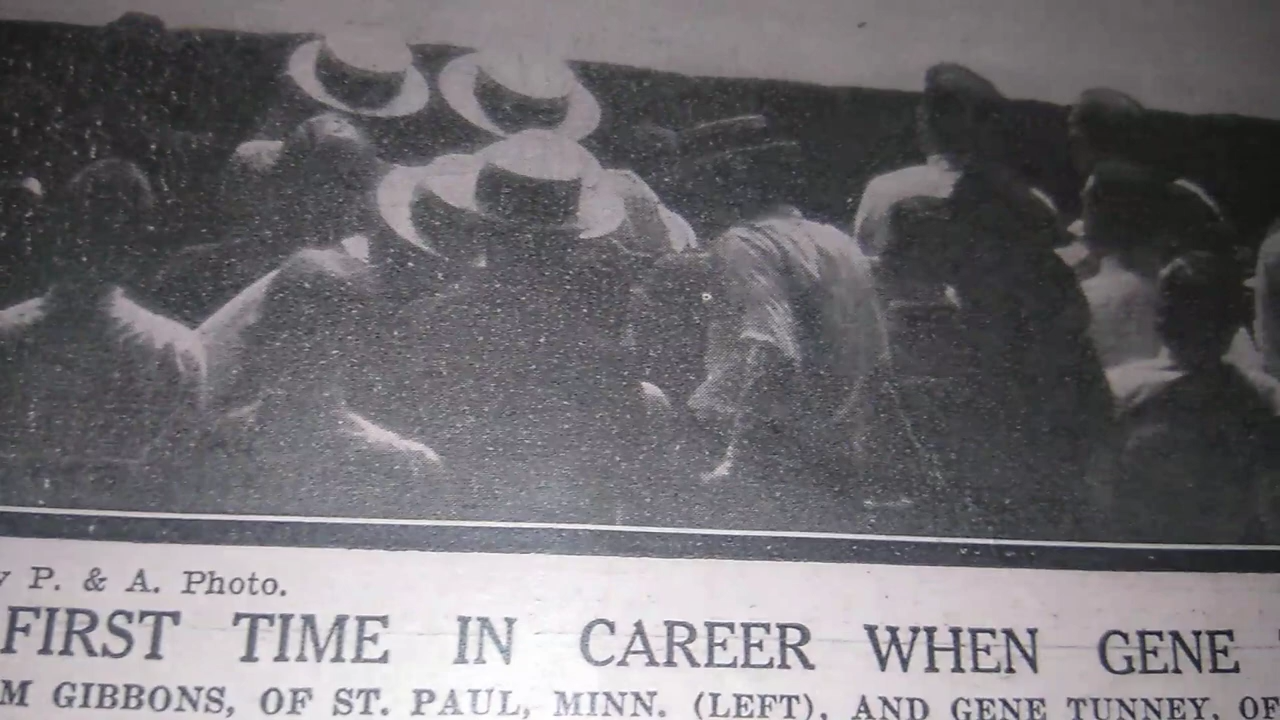 P. & A. Photo.
FIRST TIME IN CAREER WHEN GENE
GIBBONS, OF ST. PAUL, MINN. (LEFT), AND GENE TUNNEY, OF